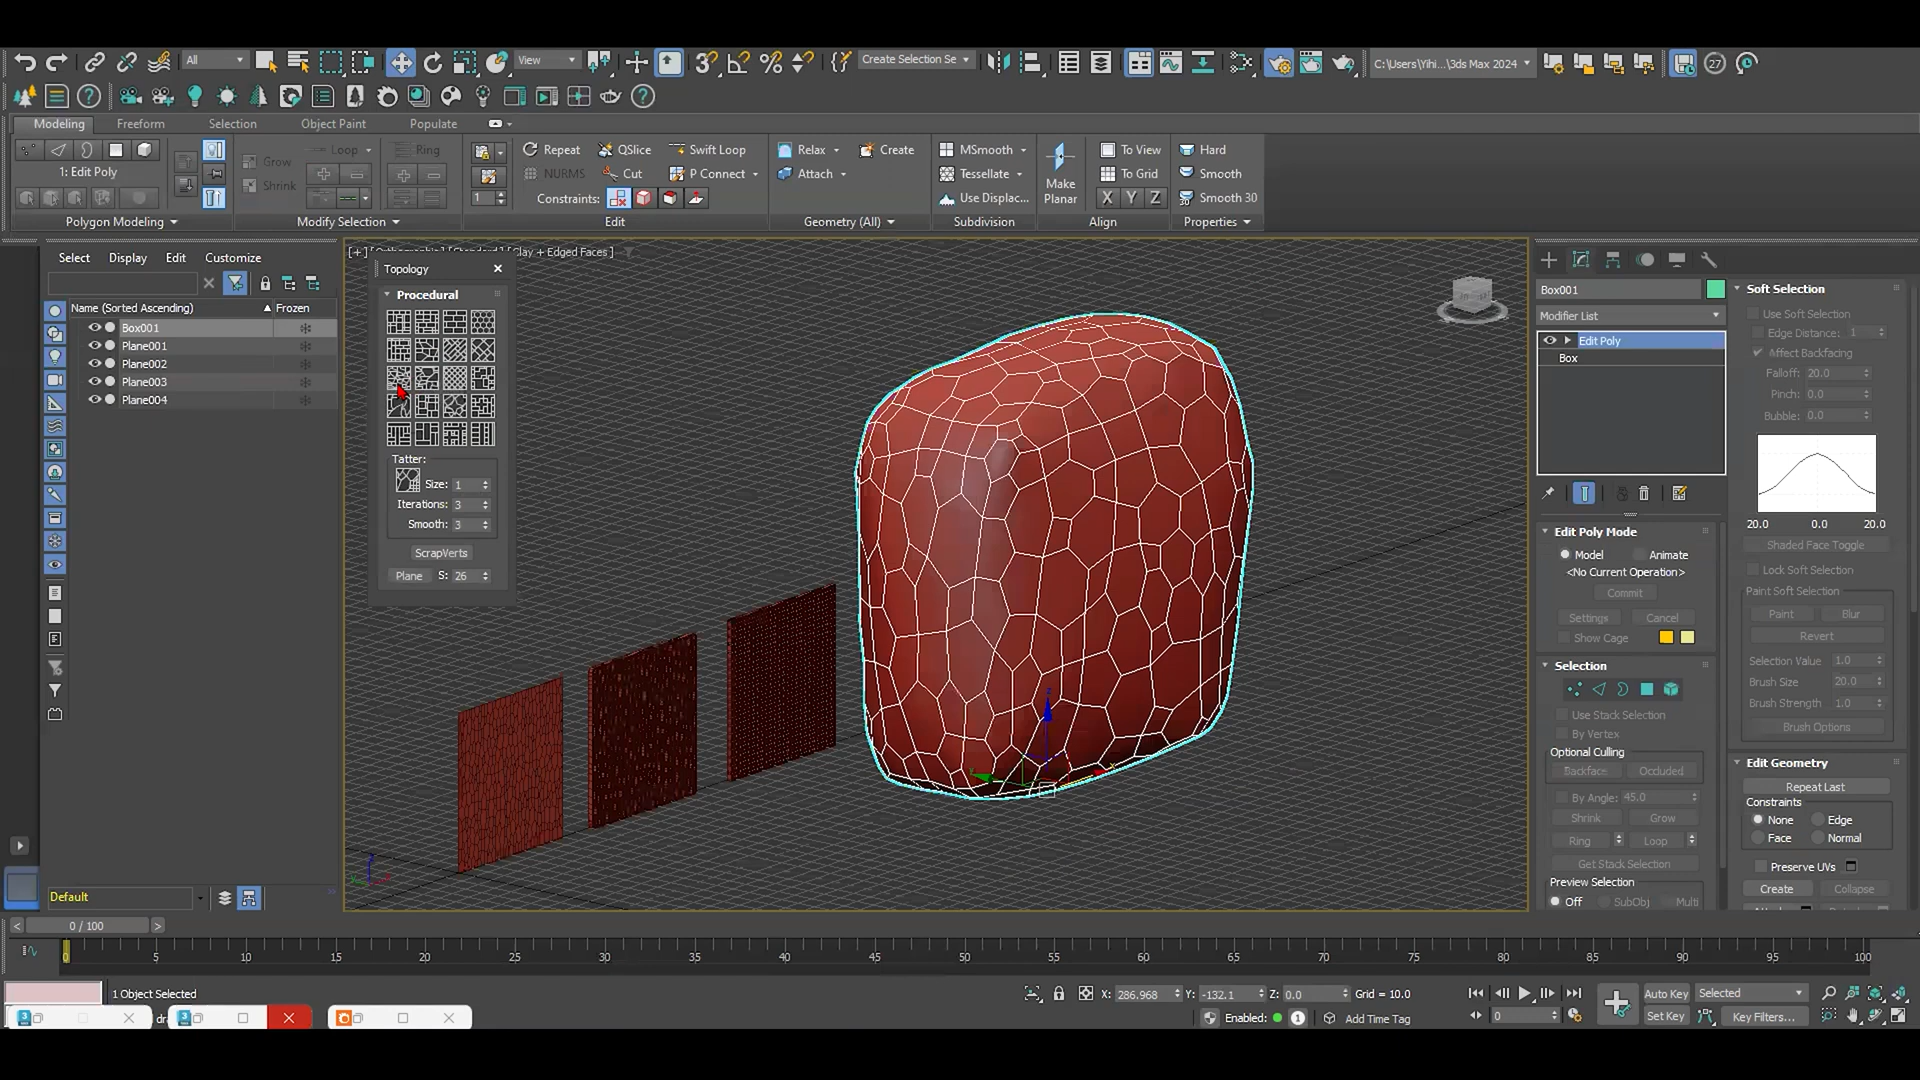 All
View
Create Selection Se
C:\Users\Yihi...\3ds Max 2024
27
Modeling
Freeform
Selection
Object Paint
Populate
1: Edit Poly
Polygon Modeling
Grow
Shrink
Loop
Ring
Modify Selection
1
Repeat
QSlice
Swift Loop
NURMS
Cut
P Connect
Constraints:
Edit
Relax
Create
Attach
Geometry (All)
MSmooth
Tessellate
Use Displac...
Subdivision
Make
Planar
To View
To Grid
X
Y
Z
Align
Hard
Smooth
Smooth 30
Properties
Select
Display
Edit
Customize
Name (Sorted Ascending)
Frozen
Box001
Plane001
Plane002
Plane003
Plane004
Default
Clay + Edged Faces ]
Topology
Procedural
Tatter:
Size: 1
Iterations: 3
Smooth: 3
ScrapVerts
Plane
S: 26
Box001
Modifier List
Edit Poly
Box
Edit Poly Mode
Model
Animate
<No Current Operation>
Commit
Settings
Cancel
Show Cage
Selection
Use Stack Selection
By Vertex
Optional Culling
Backface
Occluded
By Angle: 45.0
Shrink
Grow
Ring
Loop
Get Stack Selection
Preview Selection
Off
SubObj
Multi
Soft Selection
Use Soft Selection
Edge Distance: 1
Affect Backfacing
Falloff: 20.0
Pinch: 0.0
Bubble: 0.0
20.0
0.0
20.0
Shaded Face Toggle
Lock Soft Selection
Paint Soft Selection
Paint
Blur
Revert
Selection Value 1.0
Brush Size 20.0
Brush Strength 1.0
Brush Options
Edit Geometry
Repeat Last
Constraints
None
Edge
Face
Normal
Preserve UVs
Create
Collapse
0 / 100
0
5
10
15
20
25
30
35
40
45
50
55
60
65
70
75
80
85
90
95
100
1 Object Selected
X: 286.968
Y: -132.1
Z: 0.0
Grid = 10.0
Enabled:
1
Add Time Tag
0
Auto Key
Selected
Set Key
Key Filters...